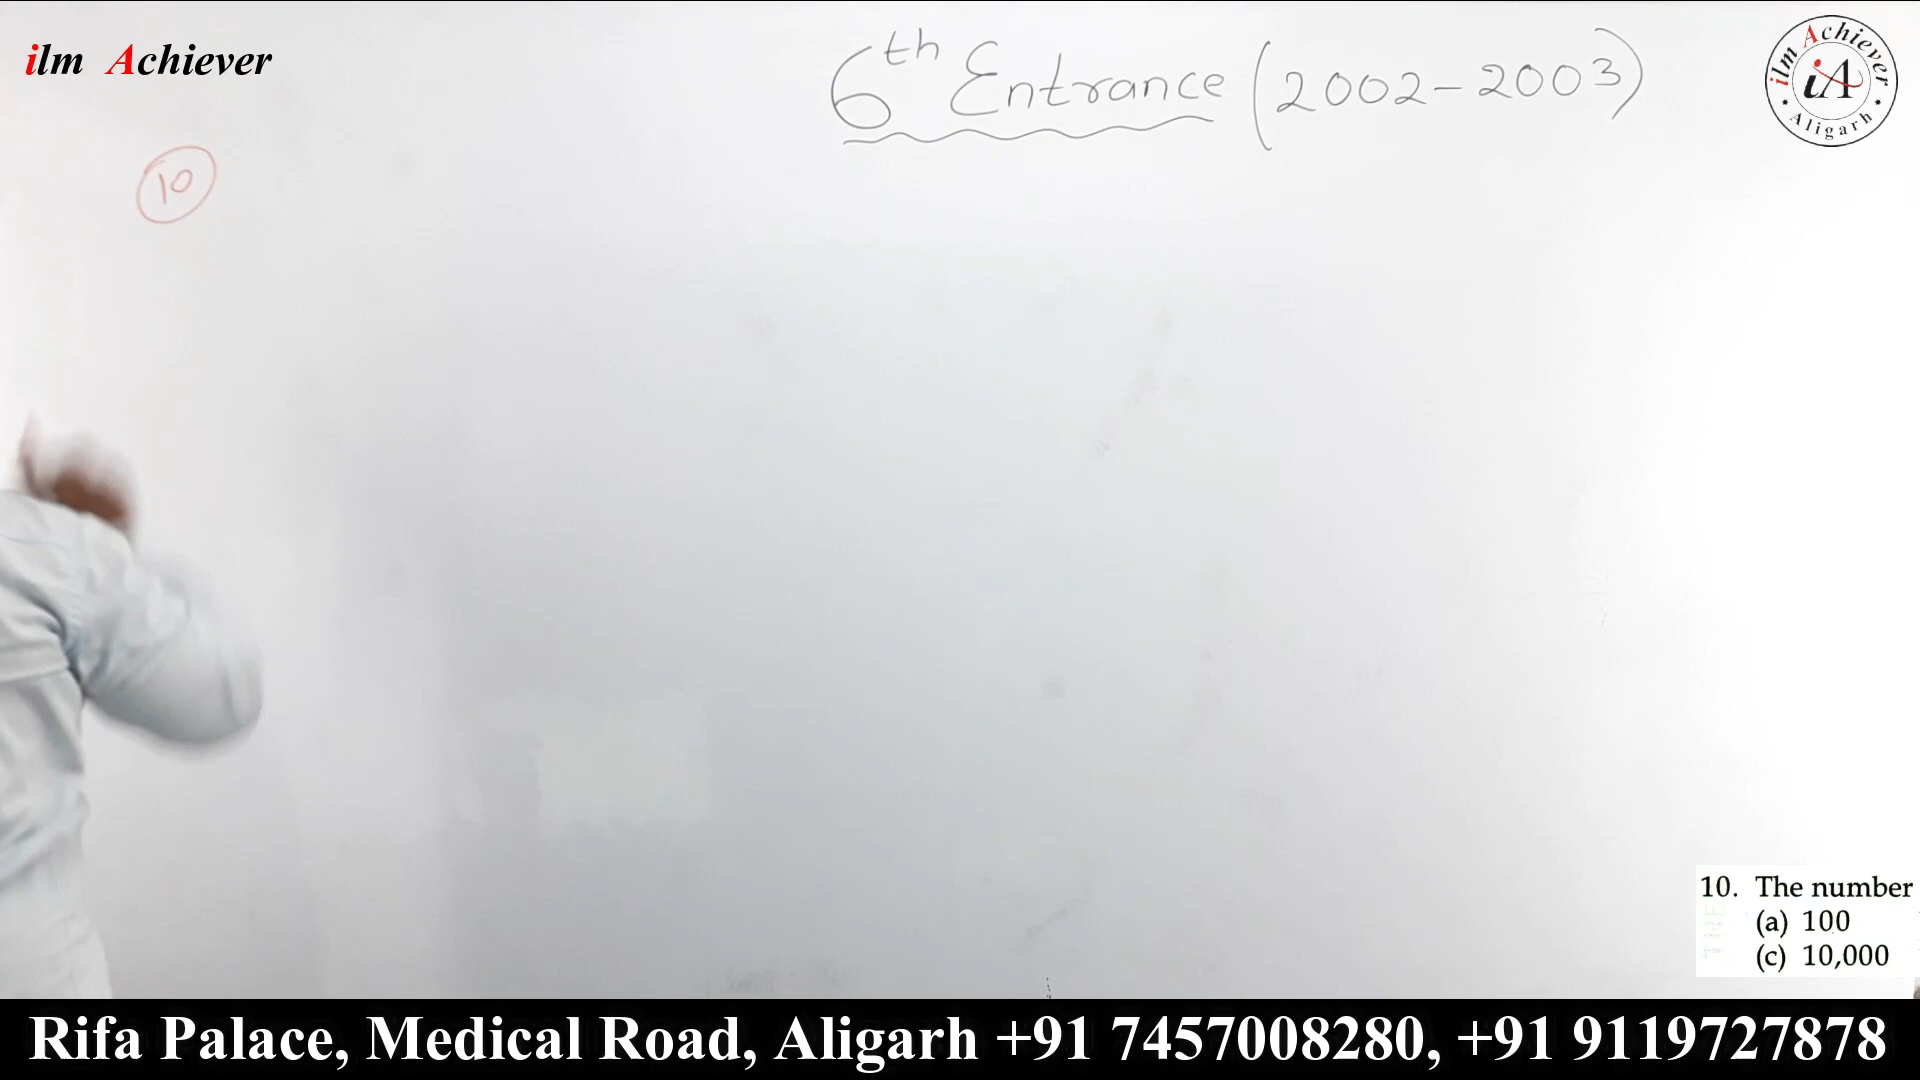 ilm Achiever
6th Entrance (2002-2003)
ilm Achiever
iA
Aligarh
10
10. The number
(a) 100
(c) 10,000
Rifa Palace, Medical Road, Aligarh +91 7457008280, +91 9119727878